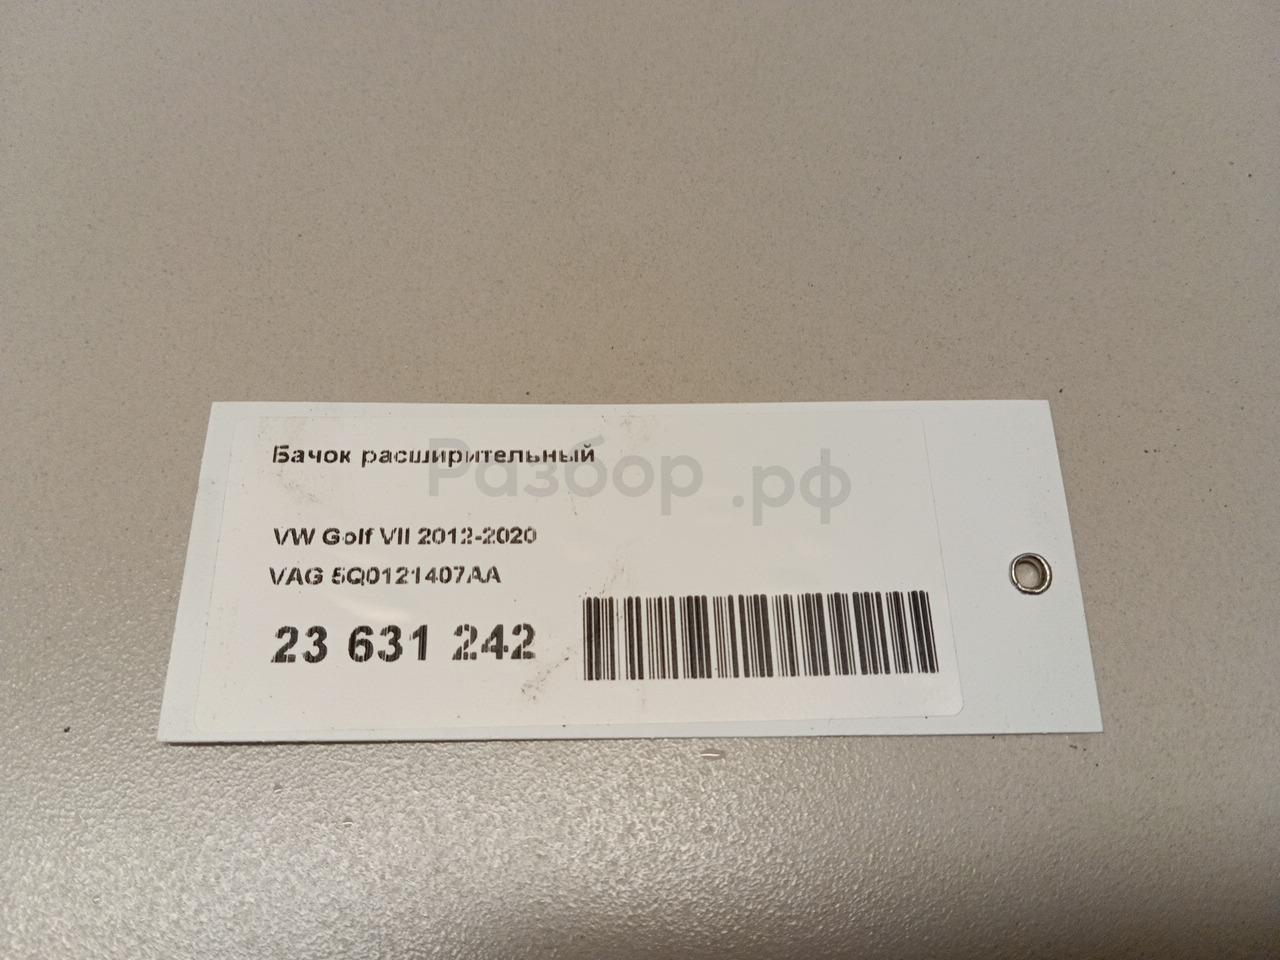 Бачок расширительный
Разбор.рф
VW Golf VII 2012-2020
VAG 5Q0121407AA
23 631 242